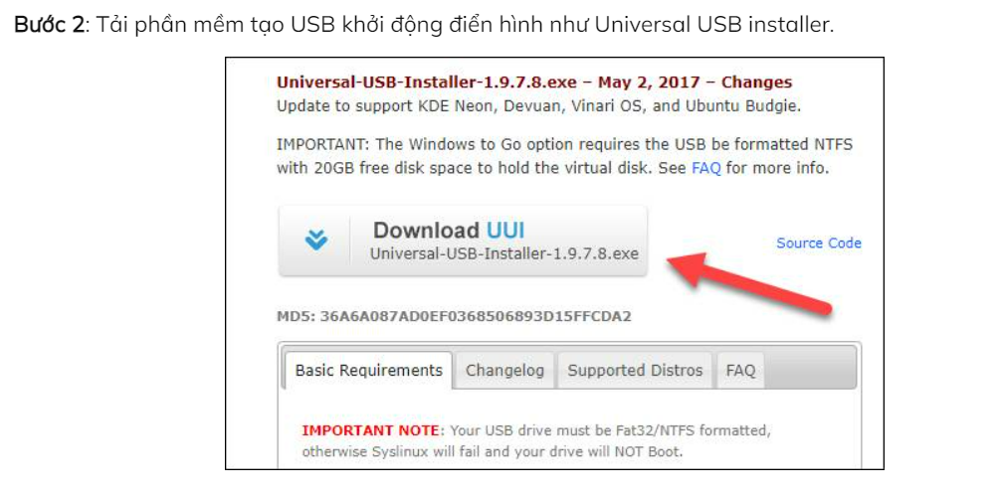 Bước 2: Tải phần mềm tạo USB khởi động điển hình như Universal USB installer.
Universal-USB-Installer-1.9.7.8.exe – May 2, 2017 – Changes
Update to support KDE Neon, Devuan, Vinari OS, and Ubuntu Budgie.
IMPORTANT: The Windows to Go option requires the USB be formatted NTFS
with 20GB free disk space to hold the virtual disk. See FAQ for more info.
Download UUI
Universal-USB-Installer-1.9.7.8.exe
Source Code
MD5: 36A6A087AD0EF0368506893D15FFCDA2
Basic Requirements Changelog Supported Distros FAQ
IMPORTANT NOTE: Your USB drive must be Fat32/NTFS formatted,
otherwise Syslinux will fail and your drive will NOT Boot.